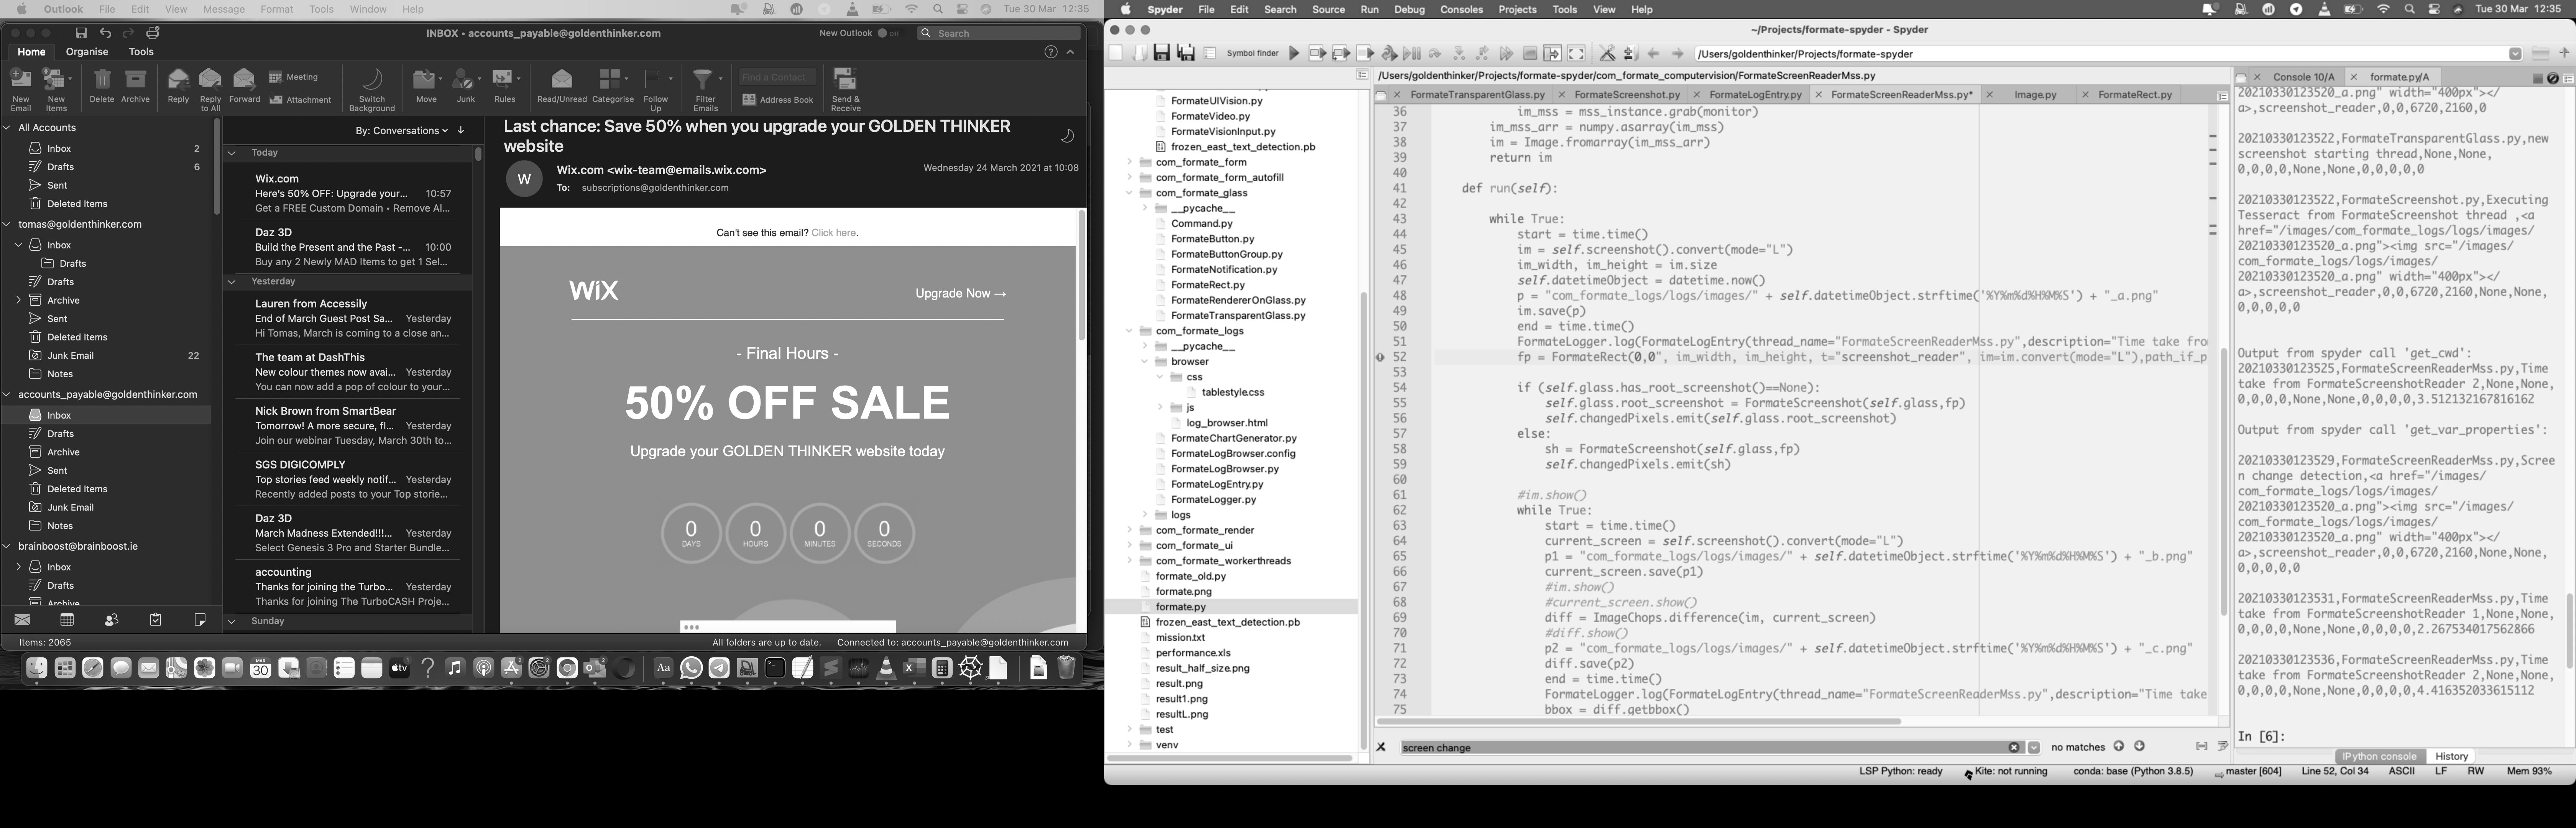 Outlook File Edit View Message Format Tools Window Help
Tue 30 Mar 12:35
INBOX • accounts_payable@goldenthinker.com
New Outlook
Search
Home Organise Tools
New Email
New Items
Delete
Archive
Reply
Reply to All
Forward
Meeting
Attachment
Switch Background
Move
Junk
Rules
Read/Unread
Categorise
Follow Up
Filter Emails
Find a Contact
Address Book
Send & Receive
All Accounts
Inbox 2
Drafts 6
Sent
Deleted Items
tomas@goldenthinker.com
Inbox
Drafts
Drafts
Archive
Sent
Deleted Items
Junk Email 22
Notes
accounts_payable@goldenthinker.com
Inbox
Drafts
Archive
Sent
Deleted Items
Junk Email
Notes
brainboost@brainboost.ie
Inbox
Drafts
Archive
Items: 2065
By: Conversations
Today
Wix.com
Here's 50% OFF: Upgrade your... 10:57
Get a FREE Custom Domain • Remove Al...
Daz 3D
Build the Present and the Past -... 10:00
Buy any 2 Newly MAD Items to get 1 Sel...
Yesterday
Lauren from Accessily
End of March Guest Post Sa... Yesterday
Hi Tomas, March is coming to a close an...
The team at DashThis
New colour themes now avai... Yesterday
You can now add a pop of colour to your...
Nick Brown from SmartBear
Tomorrow! A more secure, fl... Yesterday
Join our webinar Tuesday, March 30th to...
SGS DIGICOMPLY
Top stories feed weekly notif... Yesterday
Recently added posts to your Top storie...
Daz 3D
March Madness Extended!!!... Yesterday
Select Genesis 3 Pro and Starter Bundle...
accounting
Thanks for joining the Turbo... Yesterday
Thanks for joining The TurboCASH Proje...
Sunday
Last chance: Save 50% when you upgrade your GOLDEN THINKER
website
W
Wix.com <wix-team@emails.wix.com>
Wednesday 24 March 2021 at 10:08
To: subscriptions@goldenthinker.com
Can't see this email? Click here.
WiX
Upgrade Now →
- Final Hours -
50% OFF SALE
Upgrade your GOLDEN THINKER website today
0 DAYS
0 HOURS
0 MINUTES
0 SECONDS
All folders are up to date. Connected to: accounts_payable@goldenthinker.com
Spyder File Edit Search Source Run Debug Consoles Projects Tools View Help
Tue 30 Mar 12:35
~/Projects/formate-spyder - Spyder
Symbol finder
/Users/goldenthinker/Projects/formate-spyder
FormateUIVision.py
FormateVideo.py
FormateVisionInput.py
frozen_east_text_detection.pb
com_formate_form
com_formate_form_autofill
com_formate_glass
__pycache__
Command.py
FormateButton.py
FormateButtonGroup.py
FormateNotification.py
FormateRect.py
FormateRendererOnGlass.py
FormateTransparentGlass.py
com_formate_logs
__pycache__
browser
css
tablestyle.css
js
log_browser.html
FormateChartGenerator.py
FormateLogBrowser.config
FormateLogBrowser.py
FormateLogEntry.py
FormateLogger.py
logs
com_formate_render
com_formate_ui
com_formate_workerthreads
formate_old.py
formate.png
formate.py
frozen_east_text_detection.pb
mission.txt
performance.xls
result_half_size.png
result.png
result1.png
resultL.png
test
venv
/Users/goldenthinker/Projects/formate-spyder/com_formate_computervision/FormateScreenReaderMss.py
FormateTransparentGlass.py FormateScreenshot.py FormateLogEntry.py FormateScreenReaderMss.py* Image.py FormateRect.py
36 im_mss = mss_instance.grab(monitor)
37 im_mss_arr = numpy.asarray(im_mss)
38 im = Image.fromarray(im_mss_arr)
39 return im
40
41 def run(self):
42
43 while True:
44 start = time.time()
45 im = self.screenshot().convert(mode="L")
46 im_width, im_height = im.size
47 self.datetimeObject = datetime.now()
48 p = "com_formate_logs/logs/images/" + self.datetimeObject.strftime('%Y%m%d%H%M%S') + "_a.png"
49 im.save(p)
50 end = time.time()
51 FormateLogger.log(FormateLogEntry(thread_name="FormateScreenReaderMss.py",description="Time take fro
52 fp = FormateRect(0,0", im_width, im_height, t="screenshot_reader", im=im.convert(mode="L"),path_if_p
53
54 if (self.glass.has_root_screenshot()==None):
55 self.glass.root_screenshot = FormateScreenshot(self.glass,fp)
56 self.changedPixels.emit(self.glass.root_screenshot)
57 else:
58 sh = FormateScreenshot(self.glass,fp)
59 self.changedPixels.emit(sh)
60
61 #im.show()
62 while True:
63 start = time.time()
64 current_screen = self.screenshot().convert(mode="L")
65 p1 = "com_formate_logs/logs/images/" + self.datetimeObject.strftime('%Y%m%d%H%M%S') + "_b.png"
66 current_screen.save(p1)
67 #im.show()
68 #current_screen.show()
69 diff = ImageChops.difference(im, current_screen)
70 #diff.show()
71 p2 = "com_formate_logs/logs/images/" + self.datetimeObject.strftime('%Y%m%d%H%M%S') + "_c.png"
72 diff.save(p2)
73 end = time.time()
74 FormateLogger.log(FormateLogEntry(thread_name="FormateScreenReaderMss.py",description="Time take
75 bbox = diff.getbbox()
screen change
no matches
Console 10/A formate.py/A
20210330123520_a.png" width="400px"></
a>,screenshot_reader,0,0,6720,2160,0
20210330123522,FormateTransparentGlass.py,new
screenshot starting thread,None,None,
0,0,0,0,None,None,0,0,0,0,0
20210330123522,FormateScreenshot.py,Executing
Tesseract from FormateScreenshot thread ,<a
href="/images/com_formate_logs/logs/images/
20210330123520_a.png"><img src="/images/
com_formate_logs/logs/images/
20210330123520_a.png" width="400px"></
a>,screenshot_reader,0,0,6720,2160,None,None,
0,0,0,0,0
Output from spyder call 'get_cwd':
20210330123525,FormateScreenReaderMss.py,Time
take from FormateScreenshotReader 2,None,None,
0,0,0,0,None,None,0,0,0,0,3.512132167816162
Output from spyder call 'get_var_properties':
20210330123529,FormateScreenReaderMss.py,Scree
n change detection,<a href="/images/
com_formate_logs/logs/images/
20210330123520_a.png"><img src="/images/
com_formate_logs/logs/images/
20210330123520_a.png" width="400px"></
a>,screenshot_reader,0,0,6720,2160,None,None,
0,0,0,0,0
20210330123531,FormateScreenReaderMss.py,Time
take from FormateScreenshotReader 1,None,None,
0,0,0,0,None,None,0,0,0,0,2.267534017562866
20210330123536,FormateScreenReaderMss.py,Time
take from FormateScreenshotReader 2,None,None,
0,0,0,0,None,None,0,0,0,0,4.416352033615112
In [6]:
IPython console History
LSP Python: ready Kite: not running conda: base (Python 3.8.5) master [604] Line 52, Col 34 ASCII LF RW Mem 93%